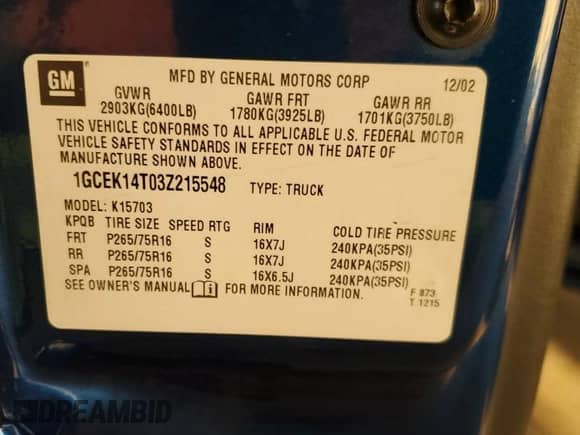 GM
MFD BY GENERAL MOTORS CORP 12/02
GVWR GAWR FRT GAWR RR
2903KG(6400LB) 1780KG(3925LB) 1701KG(3750LB)
THIS VEHICLE CONFORMS TO ALL APPLICABLE U.S. FEDERAL MOTOR
VEHICLE SAFETY STANDARDS IN EFFECT ON THE DATE OF
MANUFACTURE SHOWN ABOVE.
1GCEK14T03Z215548 TYPE: TRUCK
MODEL: K15703
KPQB TIRE SIZE SPEED RTG RIM COLD TIRE PRESSURE
FRT P265/75R16 S 16X7J 240KPA(35PSI)
RR P265/75R16 S 16X7J 240KPA(35PSI)
SPA P265/75R16 S 16X6.5J 240KPA(35PSI)
SEE OWNER'S MANUAL FOR MORE INFORMATION. F 873
T 1215
DREAMBID